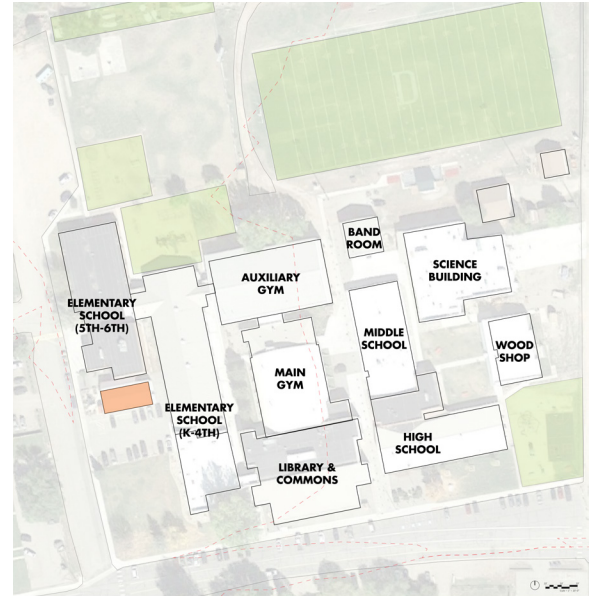 D
BAND
ROOM
SCIENCE
BUILDING
AUXILIARY
GYM
ELEMENTARY
SCHOOL
(5TH-6TH)
MIDDLE
SCHOOL
WOOD
SHOP
MAIN
GYM
ELEMENTARY
SCHOOL
(K-4TH)
HIGH
SCHOOL
LIBRARY &
COMMONS